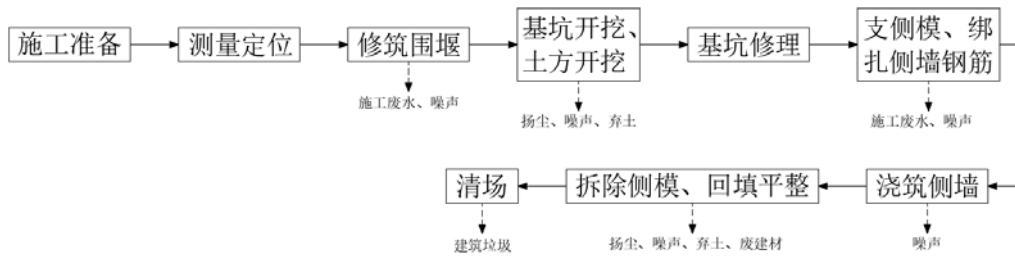 施工准备
测量定位
修筑围堰
基坑开挖、
土方开挖
基坑修理
支侧模、绑
扎侧墙钢筋
施工废水、噪声
扬尘、噪声、弃土
施工废水、噪声
清场
拆除侧模、回填平整
浇筑侧墙
建筑垃圾
扬尘、噪声、弃土、废建材
噪声